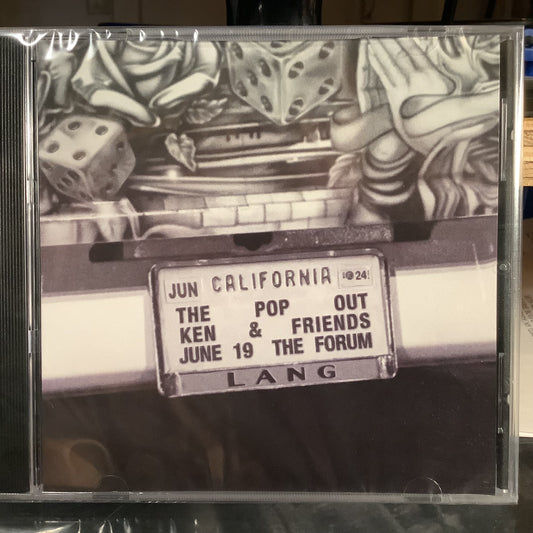 JUN CALIFORNIA 24
THE POP OUT
KEN & FRIENDS
JUNE 19 THE FORUM
LANG